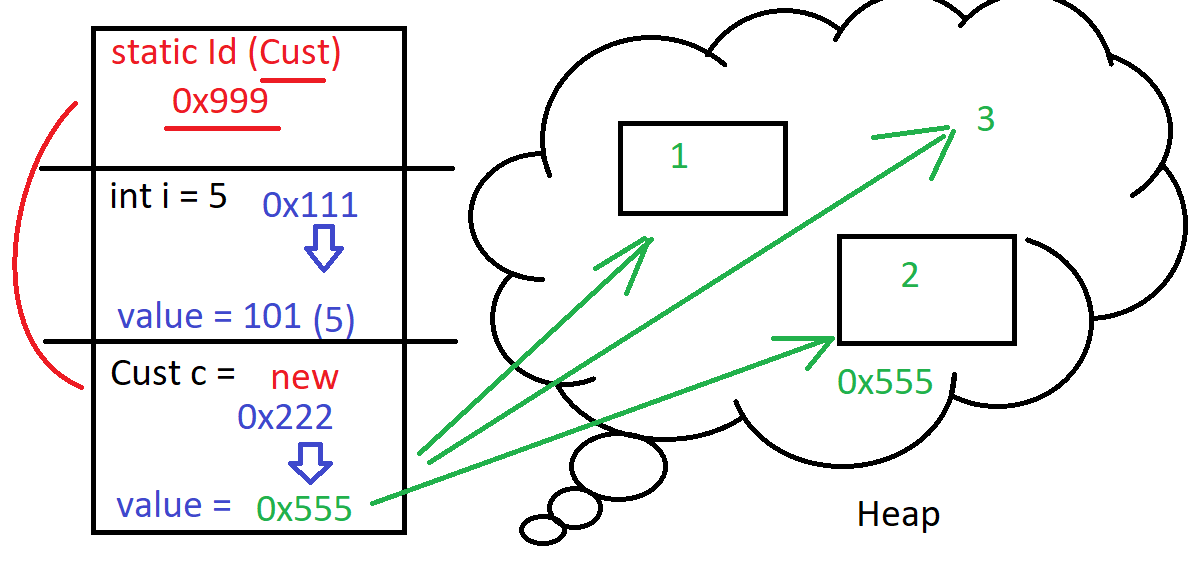 static Id (Cust)
0x999
int i = 5 0x111
value = 101 (5)
Cust c = new
0x222
value = 0x555
1
3
2
0x555
Heap